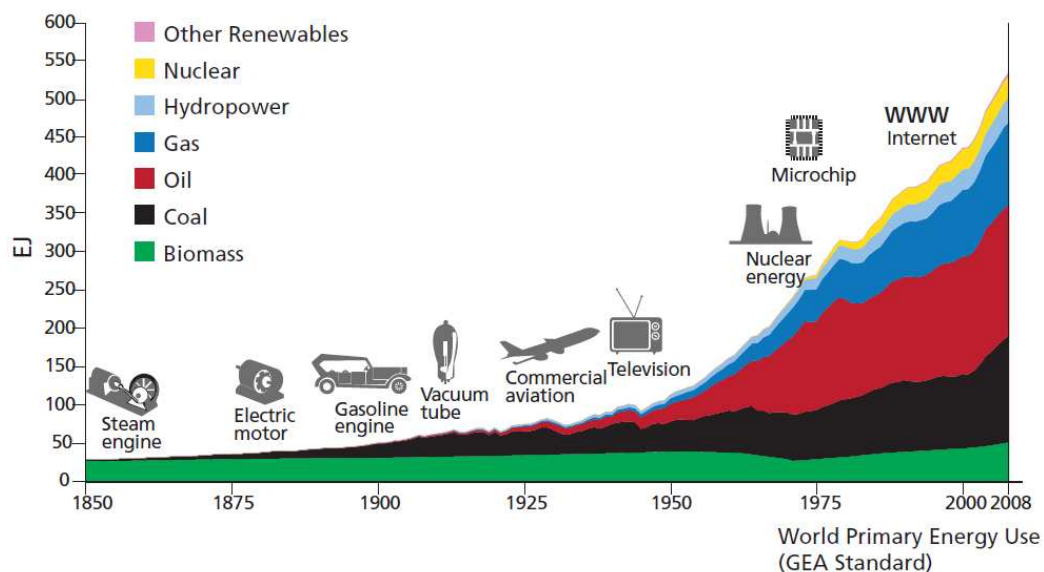 600
550
500
450
400
350
300
250
200
150
100
50
0
EJ
Other Renewables
Nuclear
Hydropower
Gas
Oil
Coal
Biomass
WWW
Internet
Microchip
Nuclear
energy
Television
Commercial
aviation
Vacuum
tube
Gasoline
engine
Electric
motor
Steam
engine
1850
1875
1900
1925
1950
1975
2000 2008
World Primary Energy Use
(GEA Standard)